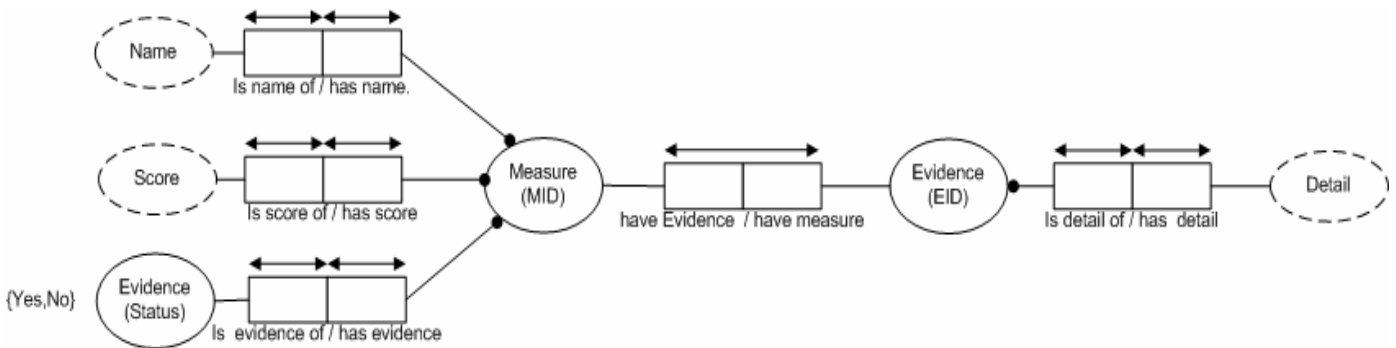 Name
Is name of / has name.
Score
Is score of / has score
Measure
(MID)
have Evidence / have measure
Evidence
(EID)
Is detail of / has detail
Detail
{Yes,No}
Evidence
(Status)
Is evidence of / has evidence